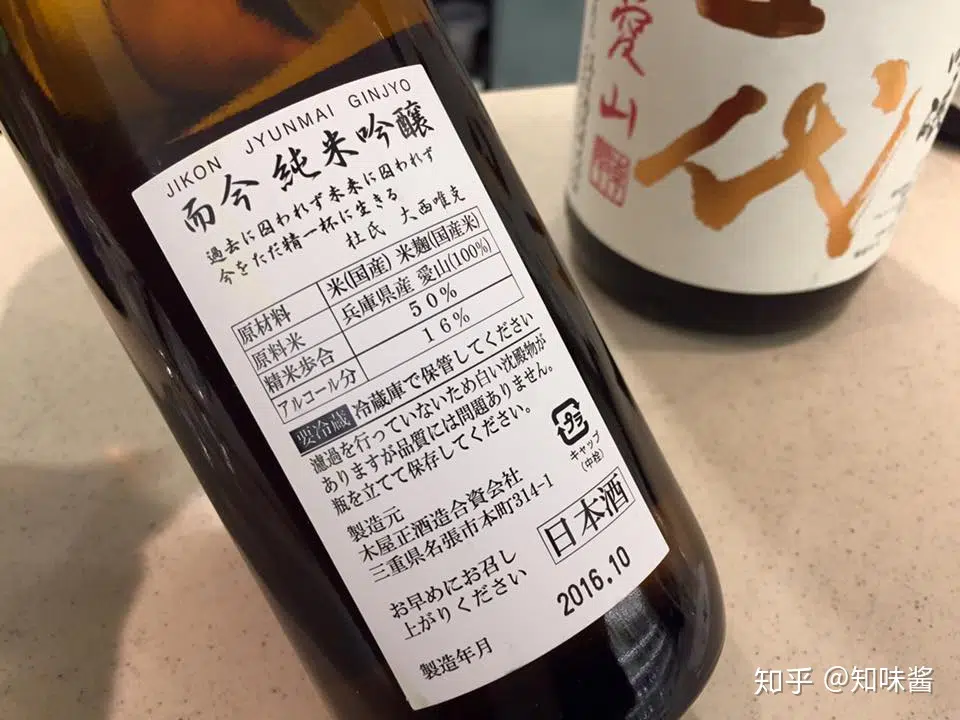 JIKON JYUNMAI GINJYO
而今 純米吟醸
過去に囚われず未来に囚われず
今をただ精一杯に生きる
杜氏 大西唯克
原材料 米(国産) 米麹(国産米)
原料米 兵庫県産 愛山(100%)
精米歩合 50%
アルコール分 16%
要冷蔵 冷蔵庫で保管してください
濾過を行っていないため白い沈殿物が
ありますが品質には問題ありません。
瓶を立てて保存してください。
プラ
キャップ
(中栓)
製造元
木屋正酒造合資会社
三重県名張市本町314-1
日本酒
お早めにお召し
上がりください
製造年月
2016.10
愛山
代
知乎 @知味酱